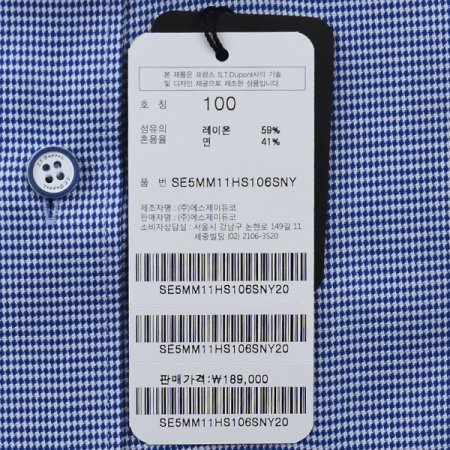 본 제품은 프랑스 S.T.Dupont사의 기술
및 디자인 제공으로 제조한 상품입니다.
호 칭 100
섬유의 레이온 59%
혼용율 면 41%
품 번 SE5MM11HS106SNY
제조자명 : (주)에스제이듀코
판매자명 : (주)에스제이듀코
소비자상담실 : 서울시 강남구 논현로 149길 11
세종빌딩 (02) 2106-3520
SE5MM11HS106SNY20
SE5MM11HS106SNY20
판매가격:₩189,000
SE5MM11HS106SNY20